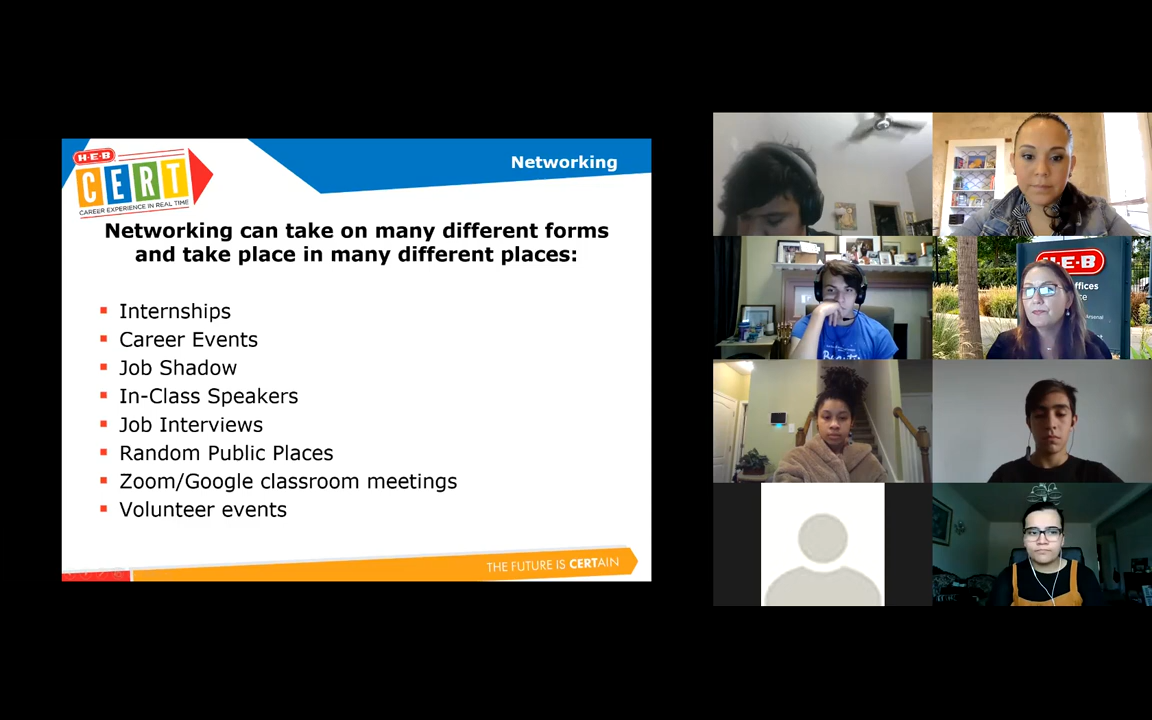 H-E-B
CERT
CAREER EXPERIENCE IN REAL TIME
Networking
Networking can take on many different forms
and take place in many different places:
Internships
Career Events
Job Shadow
In-Class Speakers
Job Interviews
Random Public Places
Zoom/Google classroom meetings
Volunteer events
THE FUTURE IS CERTAIN
H-E-B
ffices
Arsenal